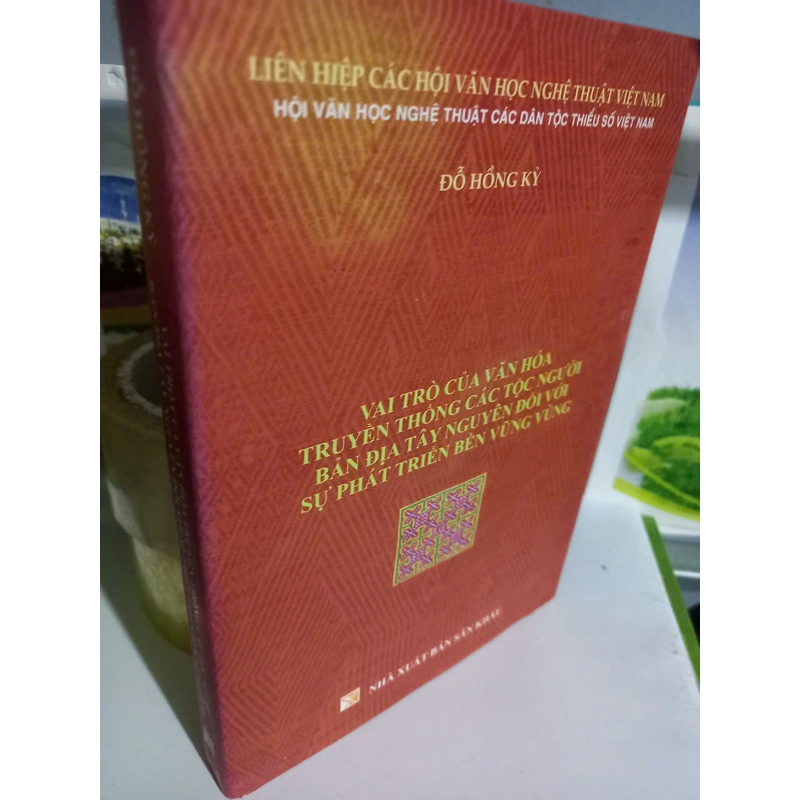 LIÊN HIỆP CÁC HỘI VĂN HỌC NGHỆ THUẬT VIỆT NAM
HỘI VĂN HỌC NGHỆ THUẬT CÁC DÂN TỘC THIỂU SỐ VIỆT NAM
ĐỖ HỒNG KỲ
VAI TRÒ CỦA VĂN HÓA
TRUYỀN THỐNG CÁC TỘC NGƯỜI
BẢN ĐỊA TÂY NGUYÊN ĐỐI VỚI
SỰ PHÁT TRIỂN BỀN VỮNG VÙNG
NHÀ XUẤT BẢN SÂN KHẤU